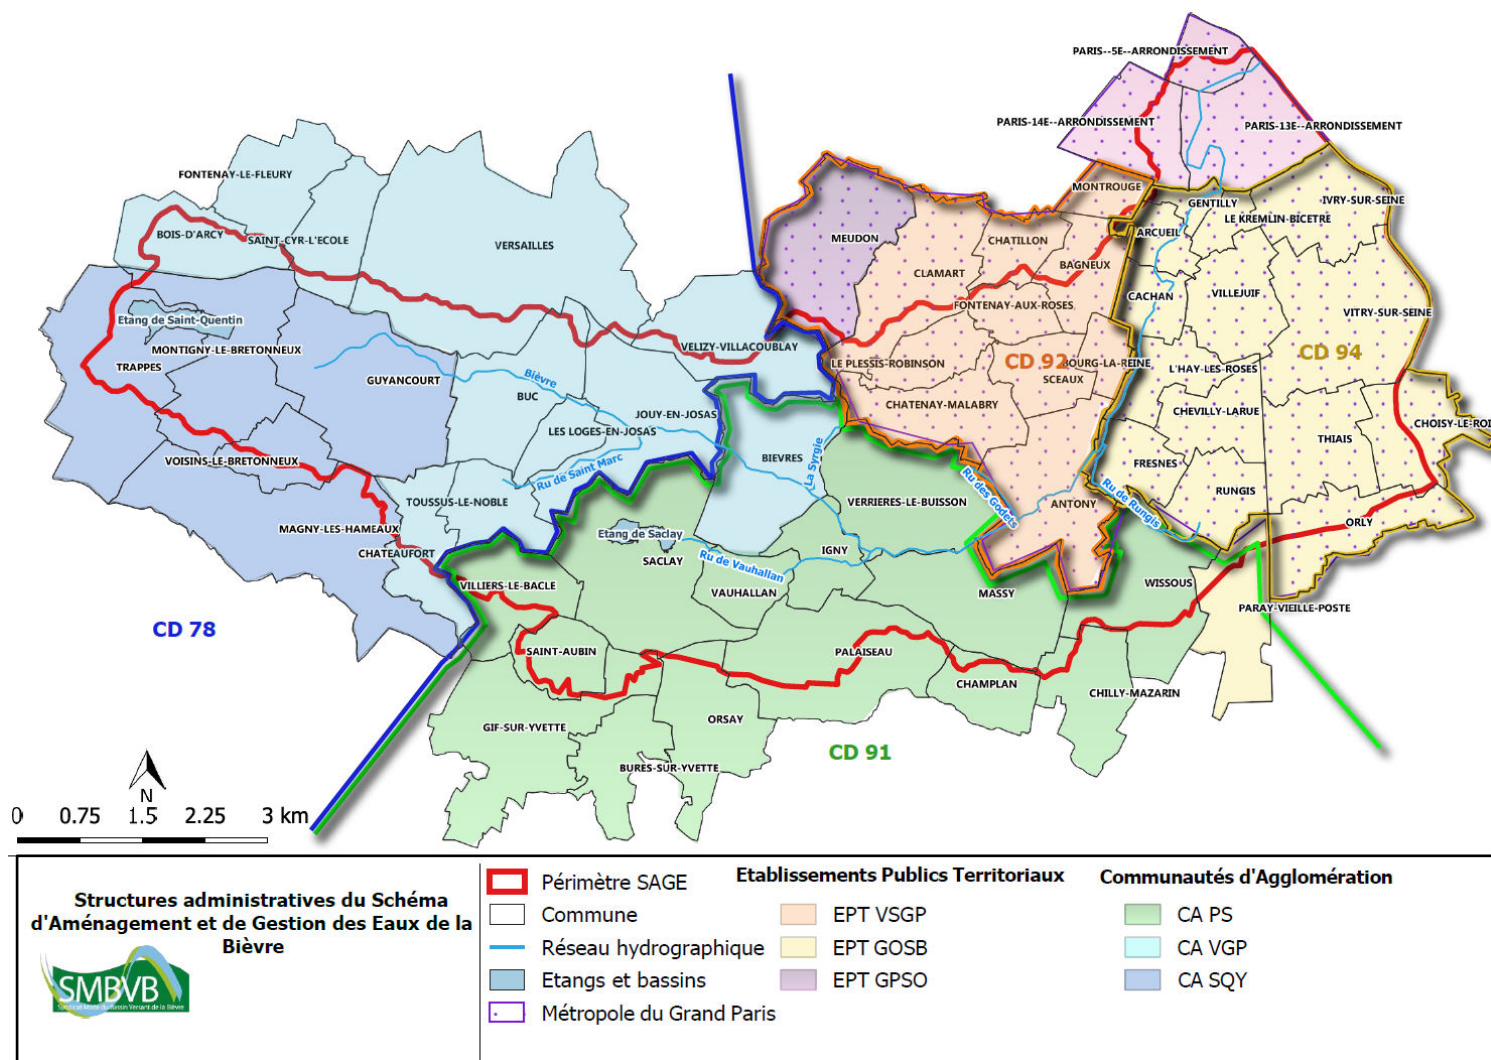 PARIS--5E--ARRONDISSEMENT
PARIS-14E--ARRONDISSEMENT
PARIS-13E--ARRONDISSEMENT
FONTENAY-LE-FLEURY
MONTROUGE
GENTILLY
IVRY-SUR-SEINE
LE KREMLIN-BICETRE
BOIS-D'ARCY
SAINT-CYR-L'ECOLE
VERSAILLES
MEUDON
CHATILLON
ARCUEIL
CLAMART
BAGNEUX
CACHAN
VILLEJUIF
FONTENAY-AUX-ROSES
VITRY-SUR-SEINE
Etang de Saint-Quentin
MONTIGNY-LE-BRETONNEUX
VELIZY-VILLACOUBLAY
CD 94
TRAPPES
LE PLESSIS-ROBINSON
CD 92
OURG-LA-REINE
L'HAY-LES-ROSES
GUYANCOURT
Bièvre
SCEAUX
BUC
CHATENAY-MALABRY
CHEVILLY-LARUE
JOUY-EN-JOSAS
CHOISY-LE-ROI
LES LOGES-EN-JOSAS
THIAIS
VOISINS-LE-BRETONNEUX
BIEVRES
La Syrgie
FRESNES
Ru de Saint Marc
RUNGIS
TOUSSUS-LE-NOBLE
VERRIERES-LE-BUISSON
Ru des Godets
ANTONY
Ru de Rungis
MAGNY-LES-HAMEAUX
ORLY
Etang de Saclay
CHATEAUFORT
SACLAY
Ru de Vauhallan
IGNY
VILLIERS-LE-BACLE
VAUHALLAN
MASSY
WISSOUS
PARAY-VIEILLE-POSTE
CD 78
SAINT-AUBIN
PALAISEAU
CHAMPLAN
CHILLY-MAZARIN
GIF-SUR-YVETTE
ORSAY
CD 91
BURES-SUR-YVETTE
N
0 0.75 1.5 2.25 3 km
Structures administratives du Schéma
d'Aménagement et de Gestion des Eaux de la
Bièvre
SMBVB
Périmètre SAGE
Commune
Réseau hydrographique
Etangs et bassins
Métropole du Grand Paris
Etablissements Publics Territoriaux
EPT VSGP
EPT GOSB
EPT GPSO
Communautés d'Agglomération
CA PS
CA VGP
CA SQY